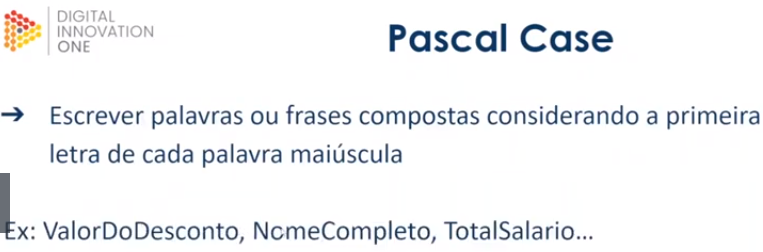 DIGITAL
INNOVATION
ONE
Pascal Case
➔ Escrever palavras ou frases compostas considerando a primeira
letra de cada palavra maiúscula
Ex: ValorDoDesconto, NomeCompleto, TotalSalario...